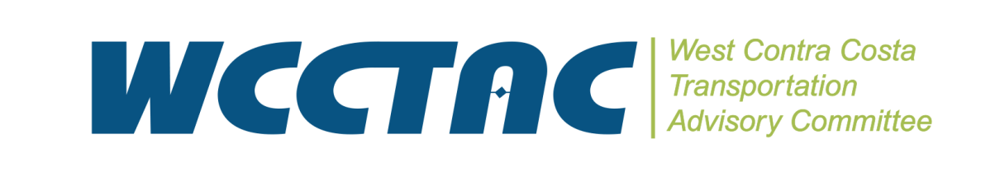 WCCTAC
West Contra Costa
Transportation
Advisory Committee